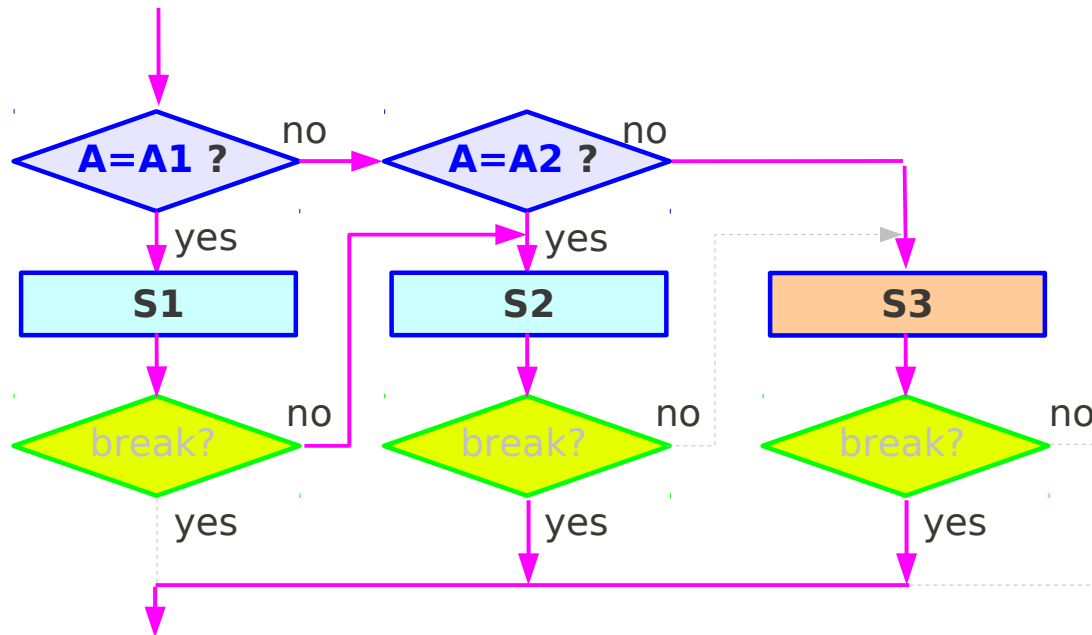 no
no
A=A1 ?
A=A2 ?
yes
yes
S1
S2
S3
no
no
no
break?
break?
break?
yes
yes
yes